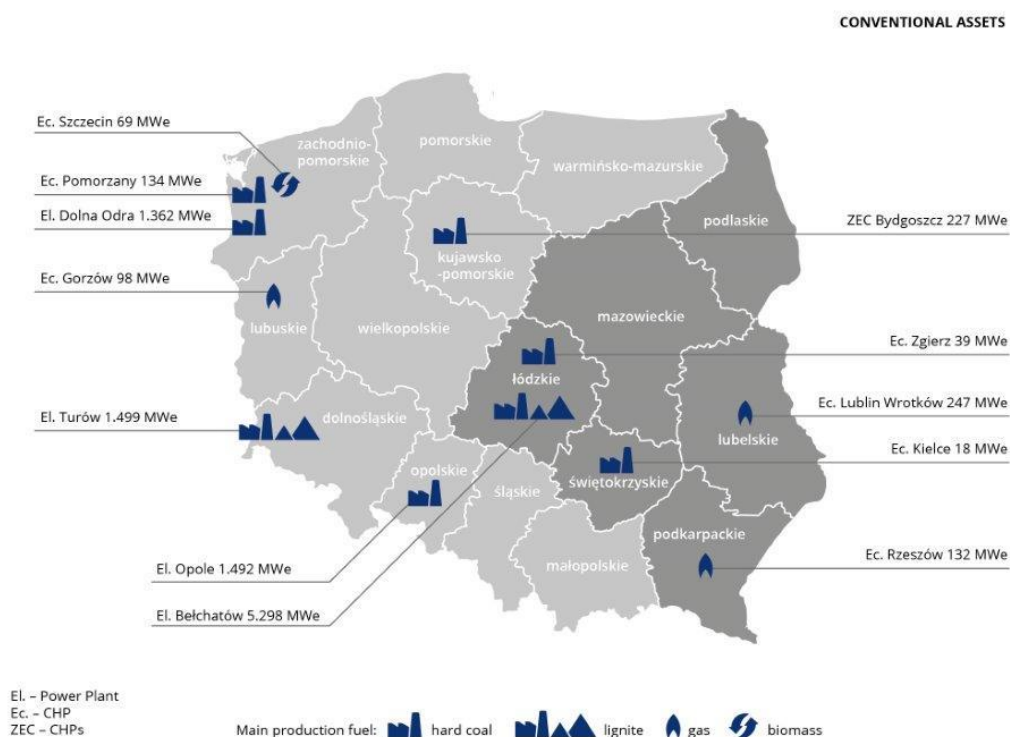 CONVENTIONAL ASSETS
Ec. Szczecin 69 MWe
Ec. Pomorzany 134 MWe
El. Dolna Odra 1.362 MWe
Ec. Gorzów 98 MWe
El. Turów 1.499 MWe
El. Opole 1.492 MWe
El. Bełchatów 5.298 MWe
zachodnio-
pomorskie
pomorskie
warmińsko-mazurskie
podlaskie
kujawsko
-pomorskie
mazowieckie
lubuskie
wielkopolskie
łódzkie
dolnośląskie
opolskie
śląskie
świętokrzyskie
lubelskie
podkarpackie
małopolskie
ZEC Bydgoszcz 227 MWe
Ec. Zgierz 39 MWe
Ec. Lublin Wrotków 247 MWe
Ec. Kielce 18 MWe
Ec. Rzeszów 132 MWe
El. – Power Plant
Ec. – CHP
ZEC – CHPs
Main production fuel: hard coal lignite gas biomass